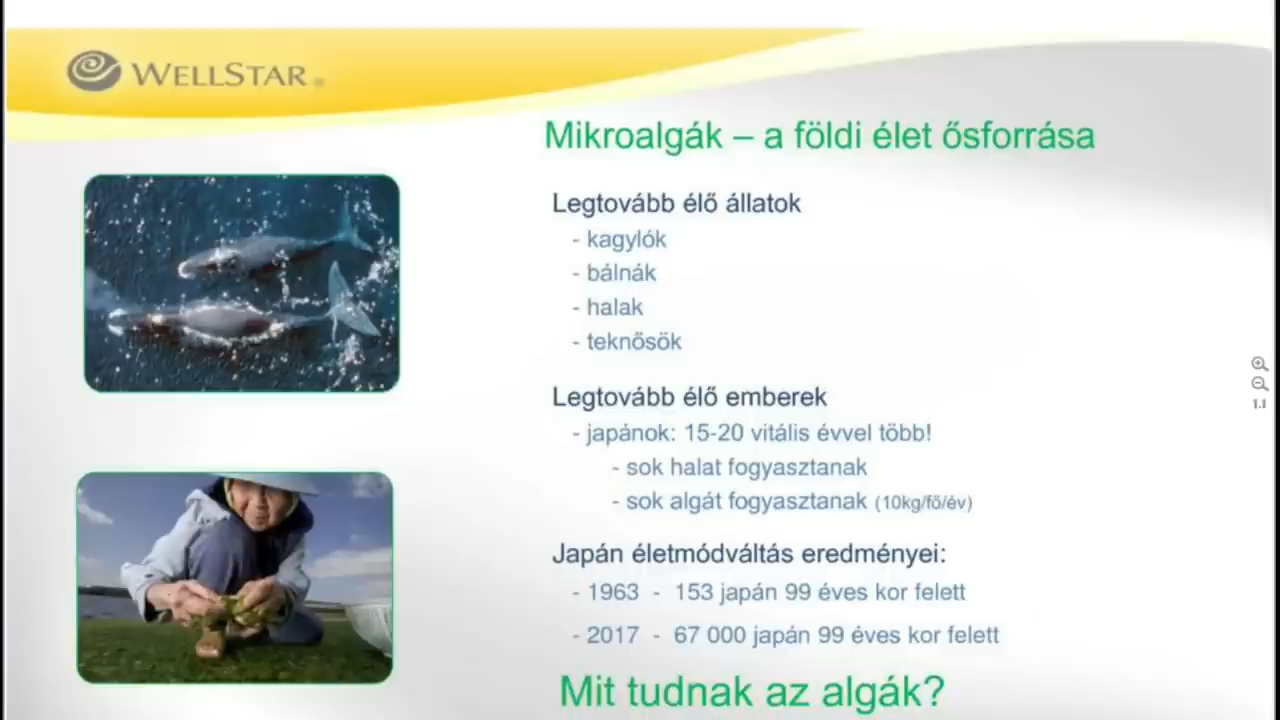 WELLSTAR
Mikroalgák – a földi élet ősforrása
Legtovább élő állatok
- kagylók
- bálnák
- halak
- teknősök
Legtovább élő emberek
- japánok: 15-20 vitális évvel több!
- sok halat fogyasztanak
- sok algát fogyasztanak (10kg/fő/év)
Japán életmódváltás eredményei:
- 1963 - 153 japán 99 éves kor felett
- 2017 - 67 000 japán 99 éves kor felett
Mit tudnak az algák?
1.1